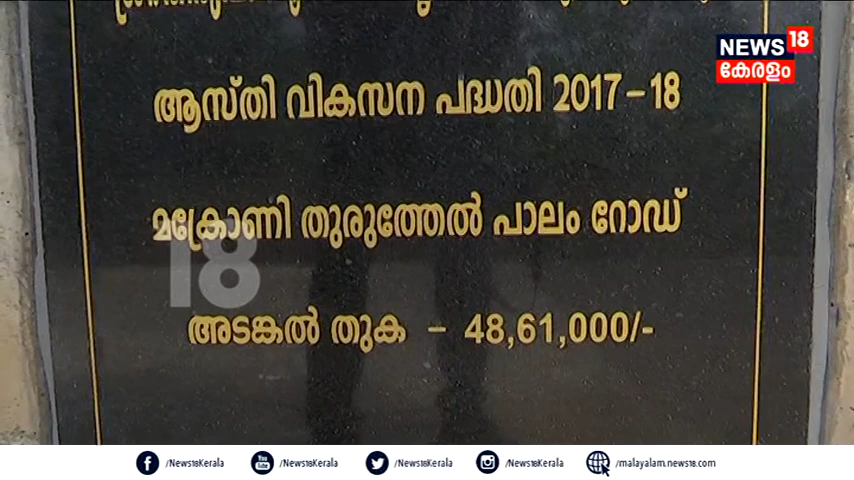 NEWS 18
കേരളം
ആസ്തി വികസന പദ്ധതി 2017-18
മക്രോണി തുരുത്തേൽ പാലം റോഡ്
18
അടങ്കൽ തുക - 48,61,000/-
/News18Kerala /News18Kerala /News18Kerala /News18Kerala /malayalam.news18.com